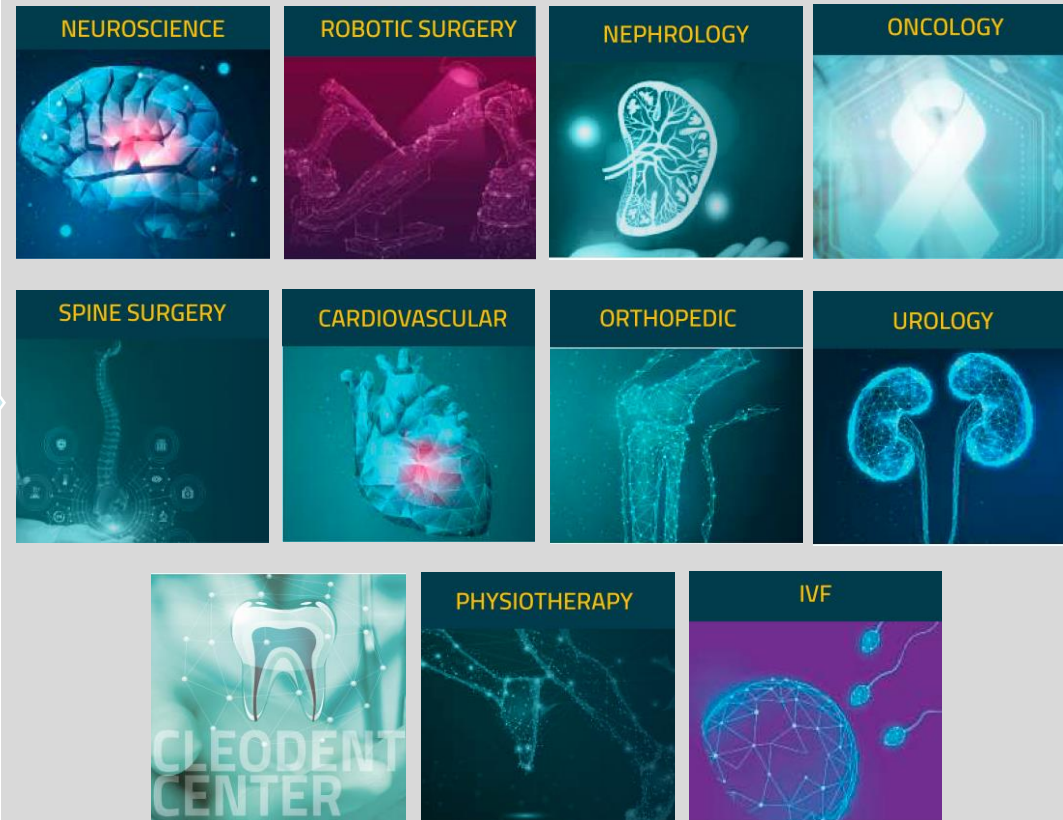 NEUROSCIENCE
ROBOTIC SURGERY
NEPHROLOGY
ONCOLOGY
SPINE SURGERY
CARDIOVASCULAR
ORTHOPEDIC
UROLOGY
CLEODENT
CENTER
PHYSIOTHERAPY
IVF